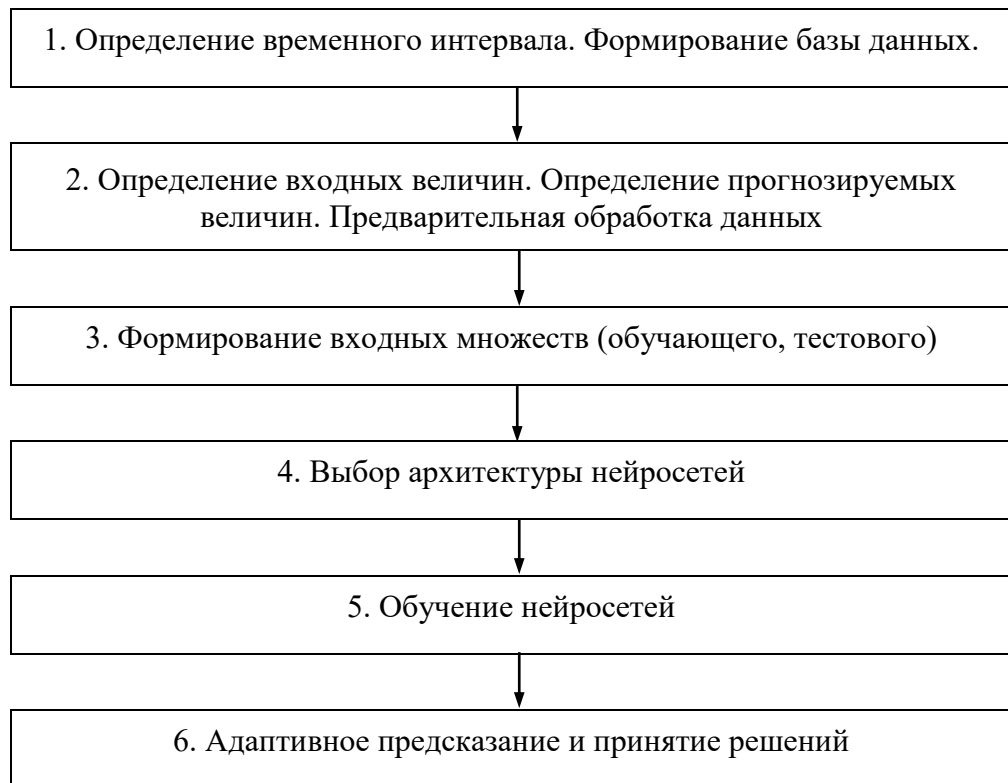 1. Определение временного интервала. Формирование базы данных.
2. Определение входных величин. Определение прогнозируемых
величин. Предварительная обработка данных
3. Формирование входных множеств (обучающего, тестового)
4. Выбор архитектуры нейросетей
5. Обучение нейросетей
6. Адаптивное предсказание и принятие решений